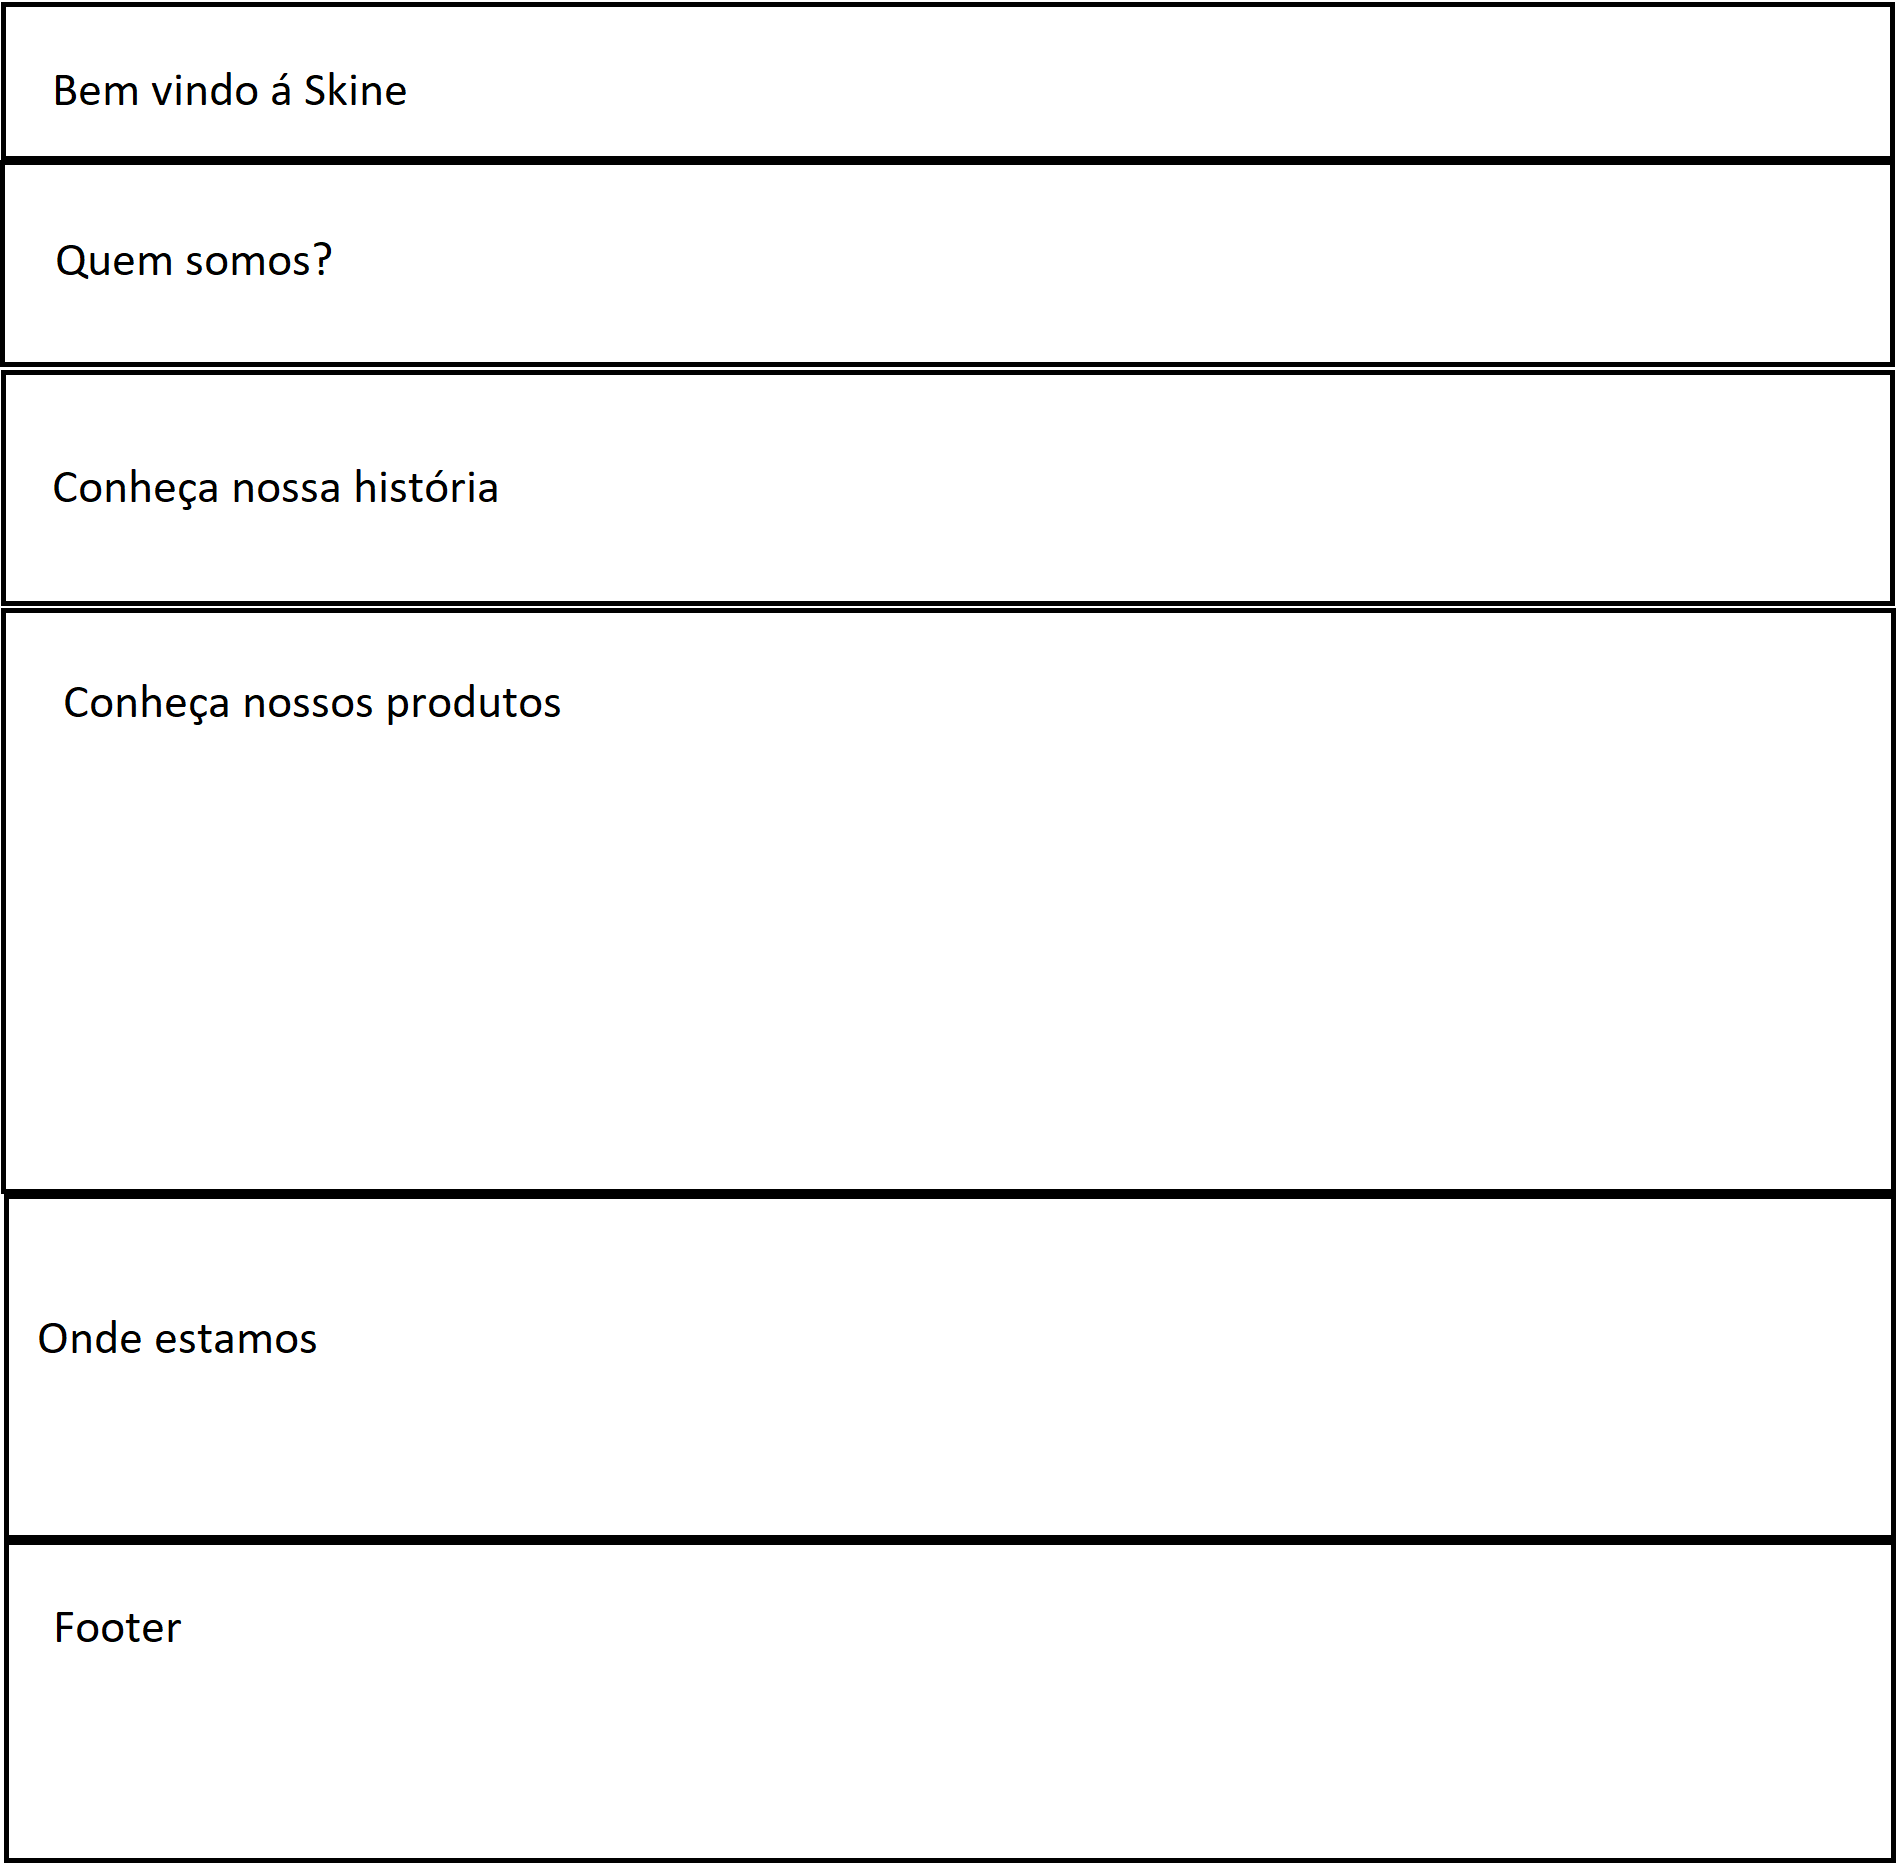 Bem vindo á Skine
Quem somos?
Conheça nossa história
Conheça nossos produtos
Onde estamos
Footer